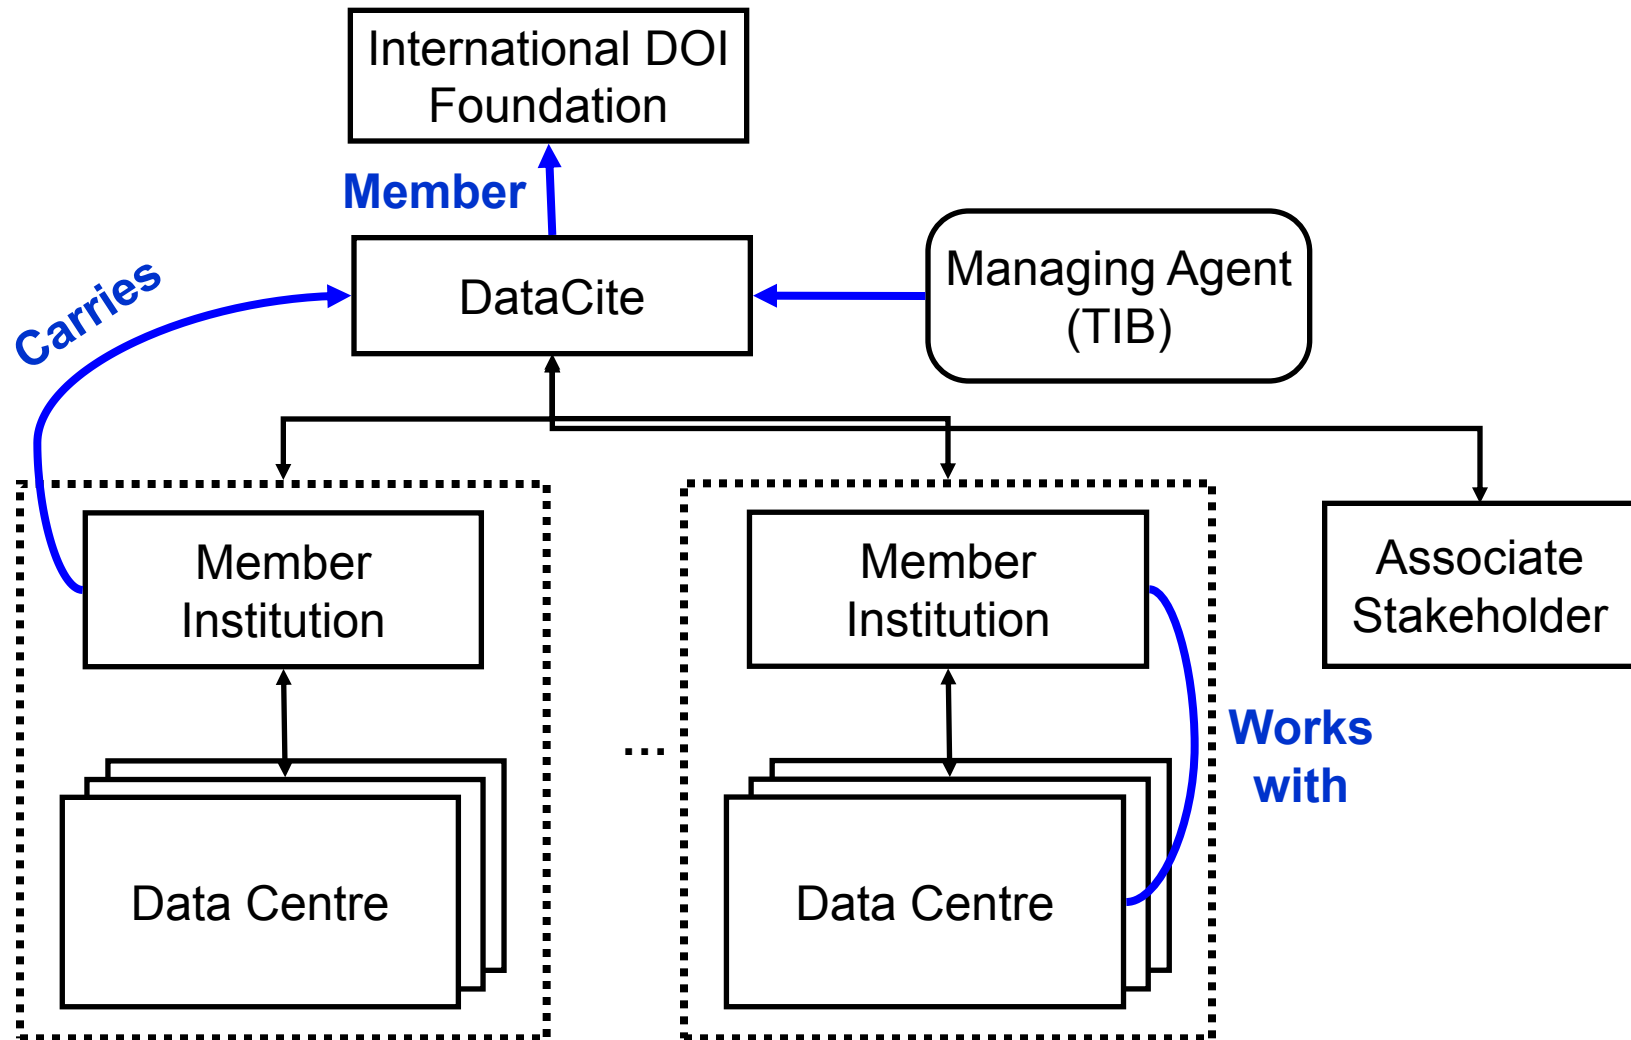 International DOI
Foundation
Member
Carries
DataCite
Managing Agent
(TIB)
Member
Institution
Member
Institution
Associate
Stakeholder
...
Works
with
Data Centre
Data Centre